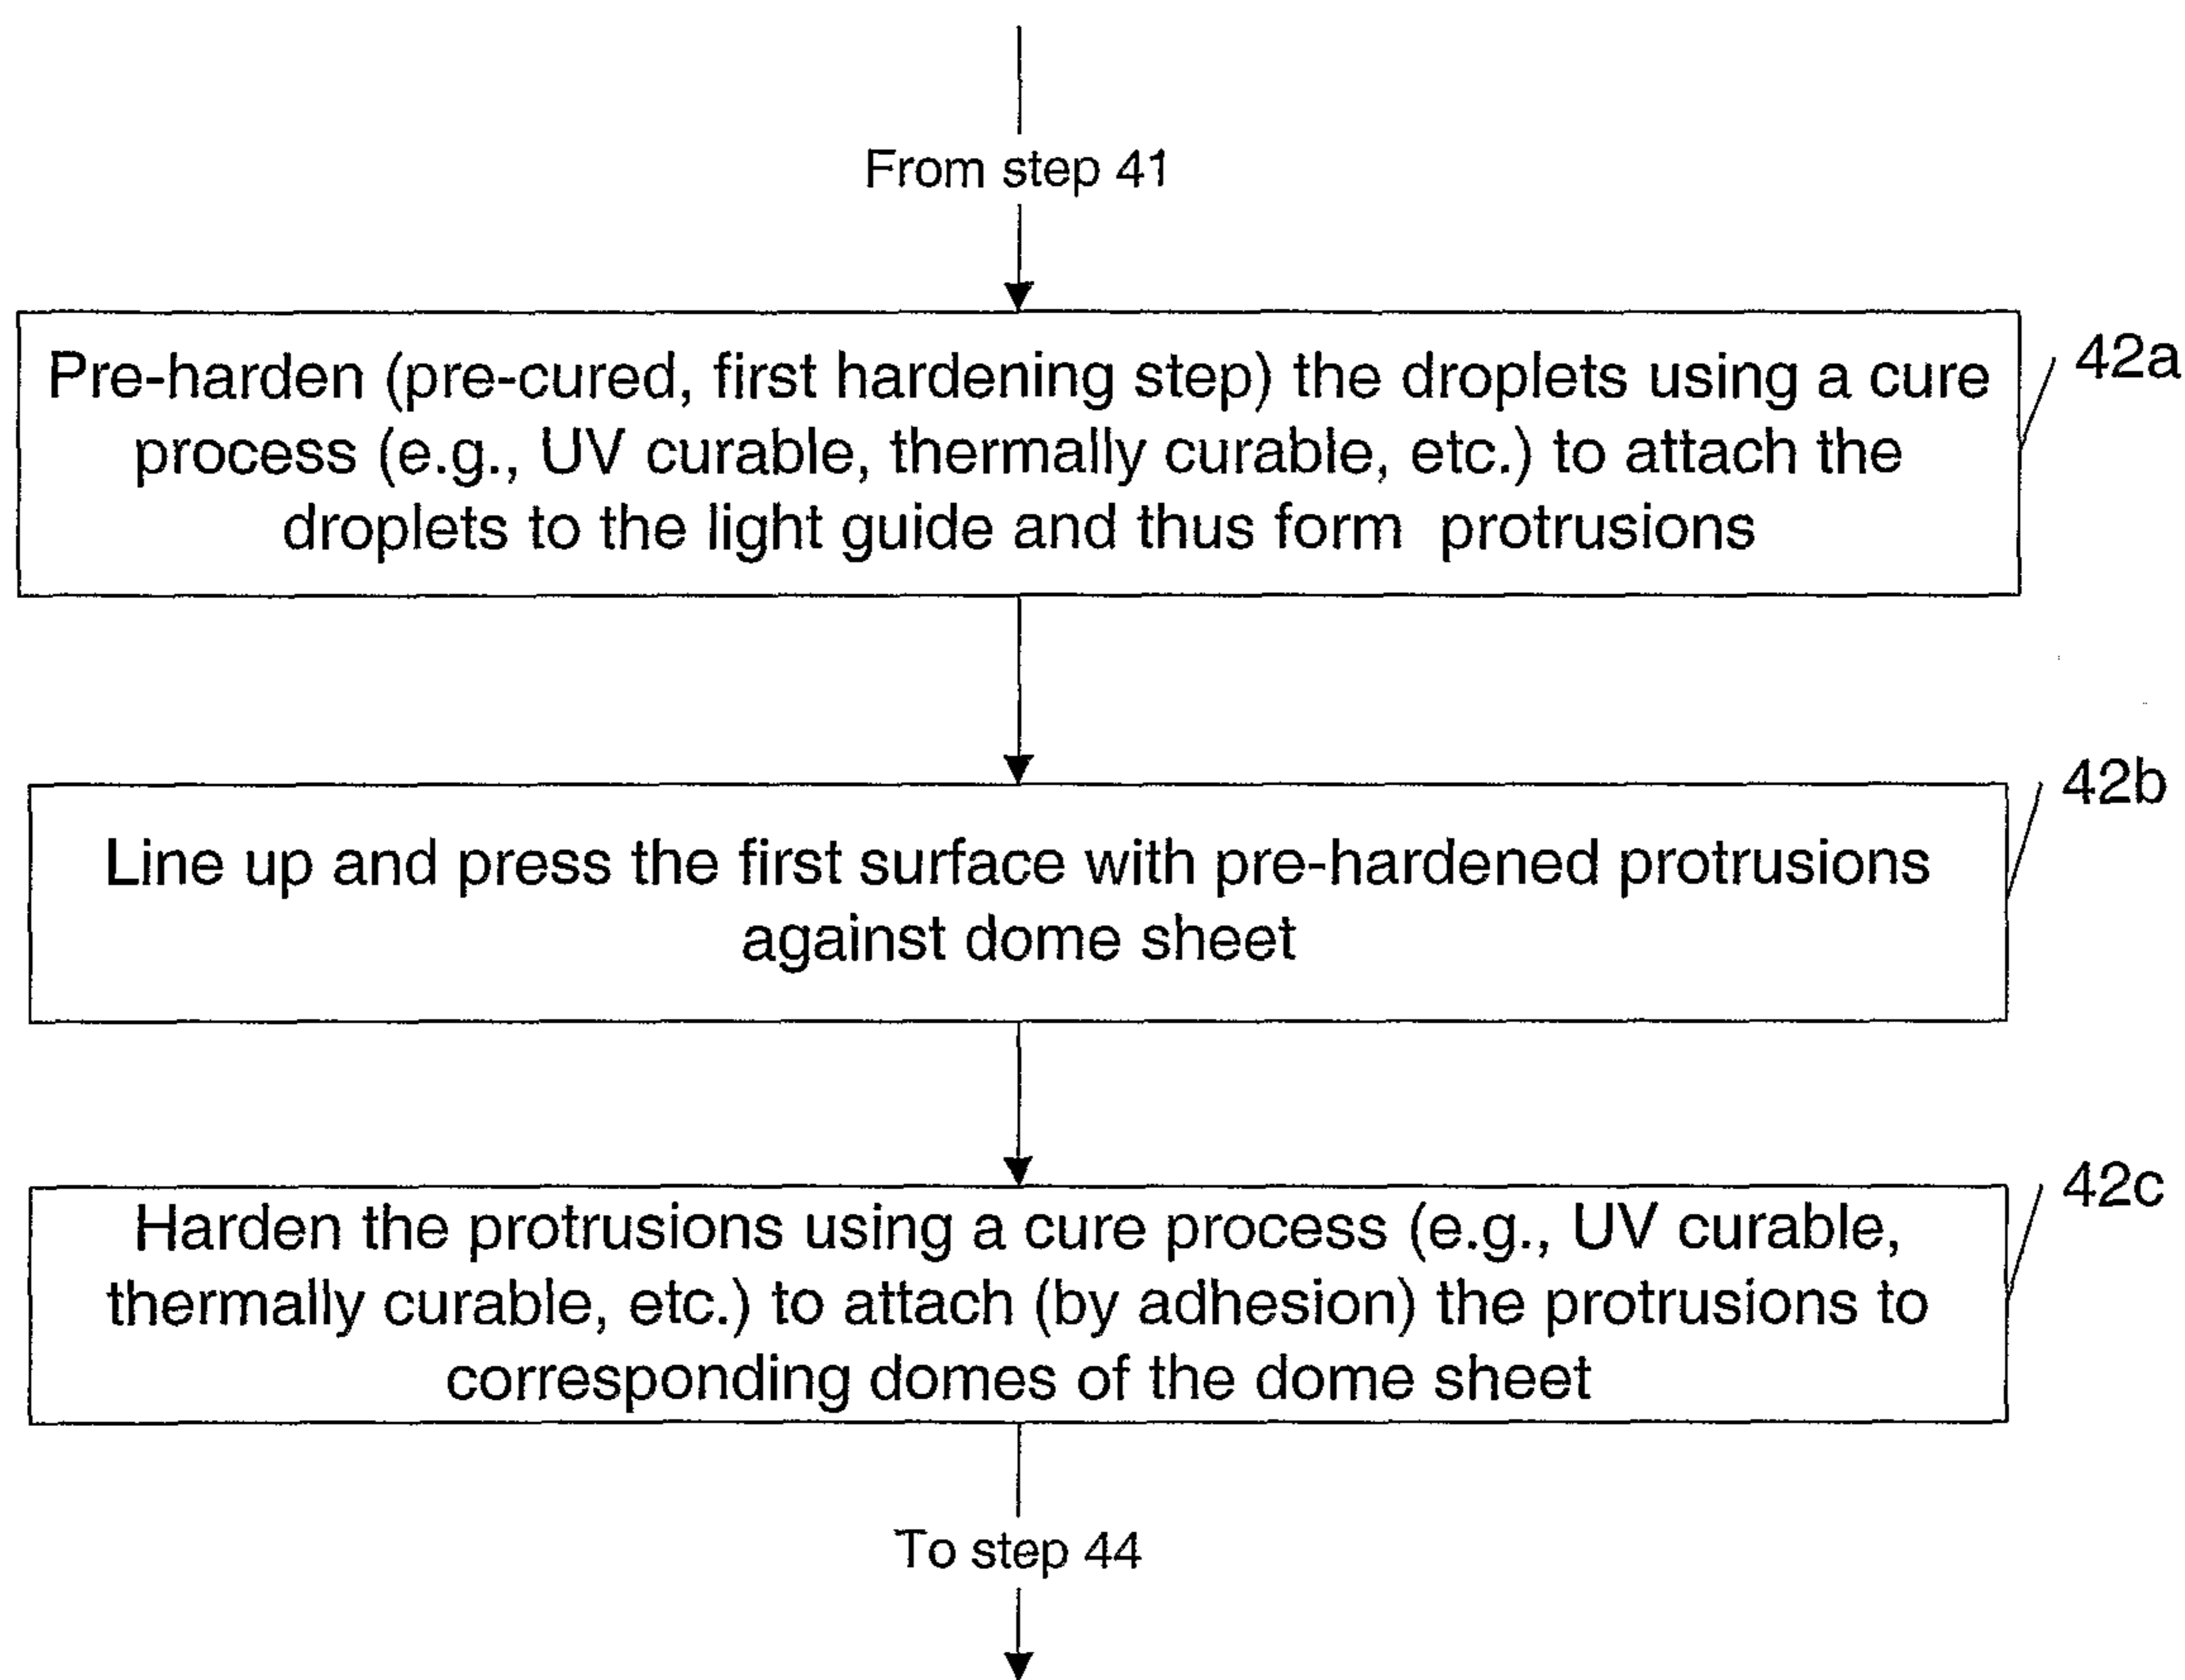 From step 41
Pre-harden (pre-cured, first hardening step) the droplets using a cure
process (e.g., UV curable, thermally curable, etc.) to attach the
droplets to the light guide and thus form protrusions
42a
Line up and press the first surface with pre-hardened protrusions
against dome sheet
42b
Harden the protrusions using a cure process (e.g., UV curable,
thermally curable, etc.) to attach (by adhesion) the protrusions to
corresponding domes of the dome sheet
42c
To step 44